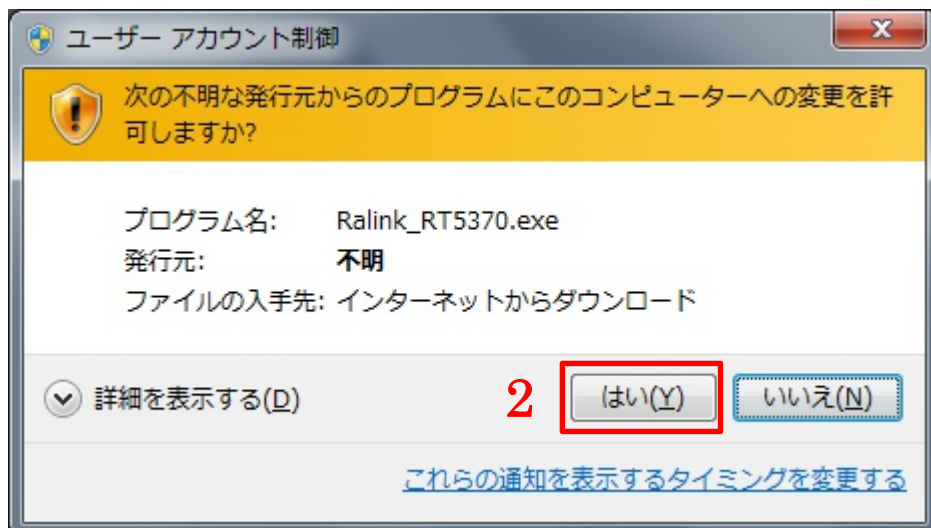 ユーザー アカウント制御
次の不明な発行元からのプログラムにこのコンピューターへの変更を許
可しますか?
プログラム名: Ralink_RT5370.exe
発行元: 不明
ファイルの入手先: インターネットからダウンロード
詳細を表示する(D) 2 はい(Y) いいえ(N)
これらの通知を表示するタイミングを変更する